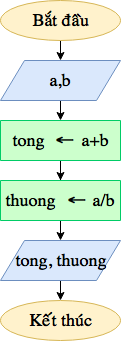 Bắt đầu
a,b
tong ← a+b
thuong ← a/b
tong, thuong
Kết thúc